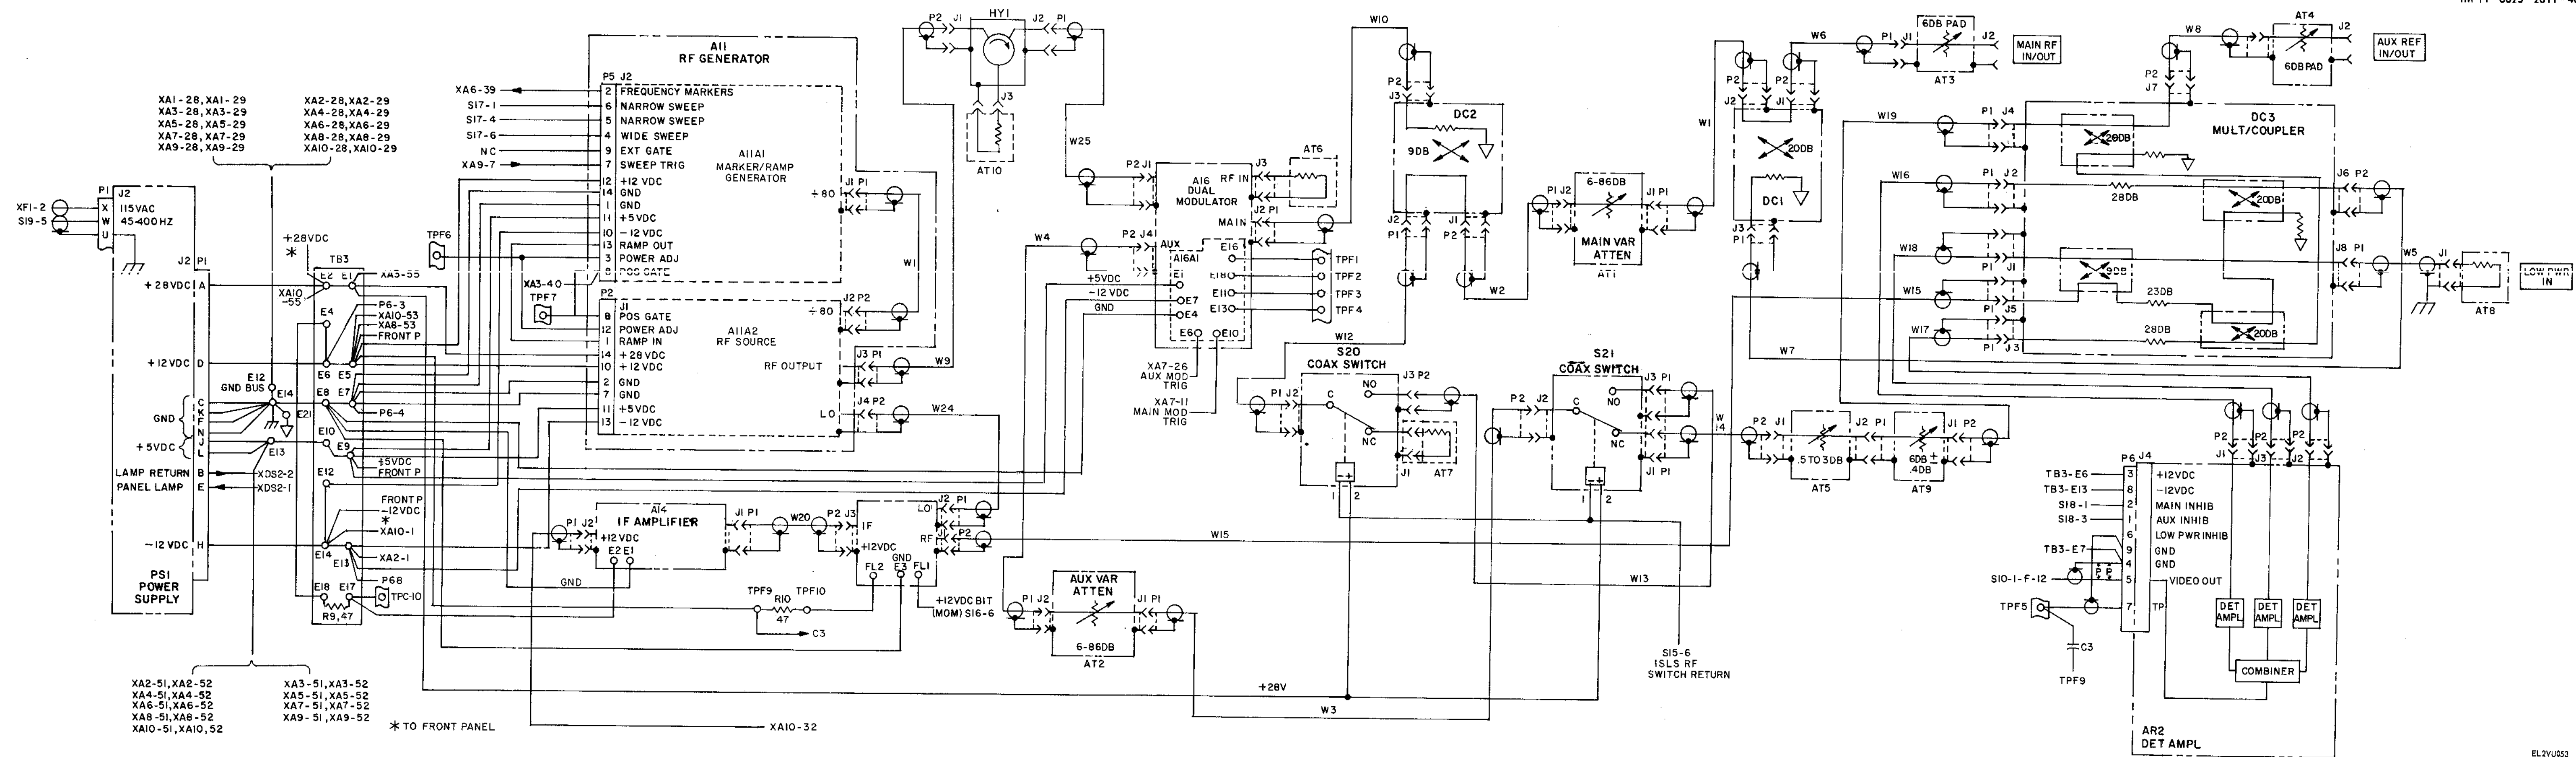 XA1-28,XA1-29
XA3-28,XA3-29
XA5-28,XA5-29
XA7-28,XA7-29
XA9-28,XA9-29
XA2-28,XA2-29
XA4-28,XA4-29
XA6-28,XA6-29
XA8-28,XA8-29
XA10-28,XA10-29
P1 J2
XF1-2
S19-5
X 115VAC
W 45-400HZ
U
J2 P1
+28VDC A
+12VDC D
GND
C
K
F
N
+5VDC
J
L
LAMP RETURN B
PANEL LAMP E
-12VDC H
PS1
POWER
SUPPLY
XDS2-2
XDS2-1
E12
GND BUS
E14
E21
E13
+28VDC
*
TB3
E2 E1
XA3-55
XA10
-55
E4
P6-3
XA10-53
XA8-53
FRONT P
E6 E5
E8 E7
P6-4
E10
E9
+5VDC
FRONT P
E12
FRONT P
-12VDC
*
XA10-1
E14
XA2-1
E13
P68
E18 E17
TPC-10
R9,47
XA2-51,XA2-52
XA4-51,XA4-52
XA6-51,XA6-52
XA8-51,XA8-52
XA10-51,XA10,52
XA3-51,XA3-52
XA5-51,XA5-52
XA7-51,XA7-52
XA9-51,XA9-52
* TO FRONT PANEL
A11
RF GENERATOR
P5 J2
XA6-39
S17-1
S17-4
S17-6
NC
XA9-7
2 FREQUENCY MARKERS
6 NARROW SWEEP
5 NARROW SWEEP
4 WIDE SWEEP
9 EXT GATE
7 SWEEP TRIG
12 +12 VDC
14 GND
1 GND
11 +5VDC
10 -12VDC
13 RAMP OUT
3 POWER ADJ
8 POS GATE
A11A1
MARKER/RAMP
GENERATOR
÷80
J1 P1
TPF6
XA3-40
TPF7
P2
J1
8 POS GATE
12 POWER ADJ
1 RAMP IN
14 +28VDC
10 +12VDC
2 GND
7 GND
11 +5VDC
13 -12VDC
A11A2
RF SOURCE
÷80
J2 P2
W1
RF OUTPUT
J3 P1
W9
LO
J4 P2
W24
P2 J1
HY1
J2 P1
J3
AT10
W25
A14
IF AMPLIFIER
P1 J2
+12VDC
E2 E1
J1 P1
W20
P2 J3
IF
+12VDC
GND
FL2 E3 FL1
LO
J2 P1
RF
P2
W15
GND
TPF9
R10
47
TPF10
C3
+12VDC BIT
(MOM) S16-6
XA10-32
W4
P2 J1
A16
DUAL
MODULATOR
RF IN
J3
AT6
MAIN
J2 P1
P2 J4
AUX
A16A1
E16
E1
E18
E7
E11
E4
E13
E6
E10
+5VDC
-12VDC
GND
TPF1
TPF2
TPF3
TPF4
XA7-26
AUX MOD
TRIG
XA7-11
MAIN MOD
TRIG
AUX VAR
ATTEN
P1 J2
J1 P1
6-86DB
AT2
W3
+28V
W10
P2
J3
DC2
9DB
J2
P1
J1
P2
W2
W12
S20
COAX SWITCH
P1 J2
C
NO
NC
J3 P2
J1
AT7
-+
1 2
S21
COAX SWITCH
P2 J2
C
NO
NC
J3 P1
J1 P1
-+
1 2
W13
S15-6
ISLS RF
SWITCH RETURN
P1 J2
6-86DB
J1 P1
MAIN VAR
ATTEN
AT1
W1
P2
J2
P2
J1
20DB
DC1
J3
P1
W6
P1 J1
6DB PAD
J2
AT3
MAIN RF
IN/OUT
W7
P2 J1
.5 TO 3DB
AT5
J2 P1
6DB ±
.4DB
AT9
J1 P2
W8
P2
J7
AT4
6DB PAD
J2
AUX REF
IN/OUT
DC3
MULT/COUPLER
W19
P1 J4
20DB
W16
P1 J2
28DB
20DB
W18
9DB
J1
W15
P1
23DB
J5
W17
P1 J3
28DB
20DB
J6 P2
J8 P1
W5
J1
AT8
LOW PWR
IN
P2
J1
P2
J3
P2
J2
P6 J4
TB3-E6
TB3-E13
S18-1
S18-3
TB3-E7
S10-1-F-12
TPF5
3 +12VDC
8 -12VDC
2 MAIN INHIB
1 AUX INHIB
6 LOW PWR INHIB
9 GND
4 GND
5 VIDEO OUT
7 TP
P P
C3
TPF9
DET
AMPL
DET
AMPL
DET
AMPL
COMBINER
AR2
DET AMPL
EL2VU053